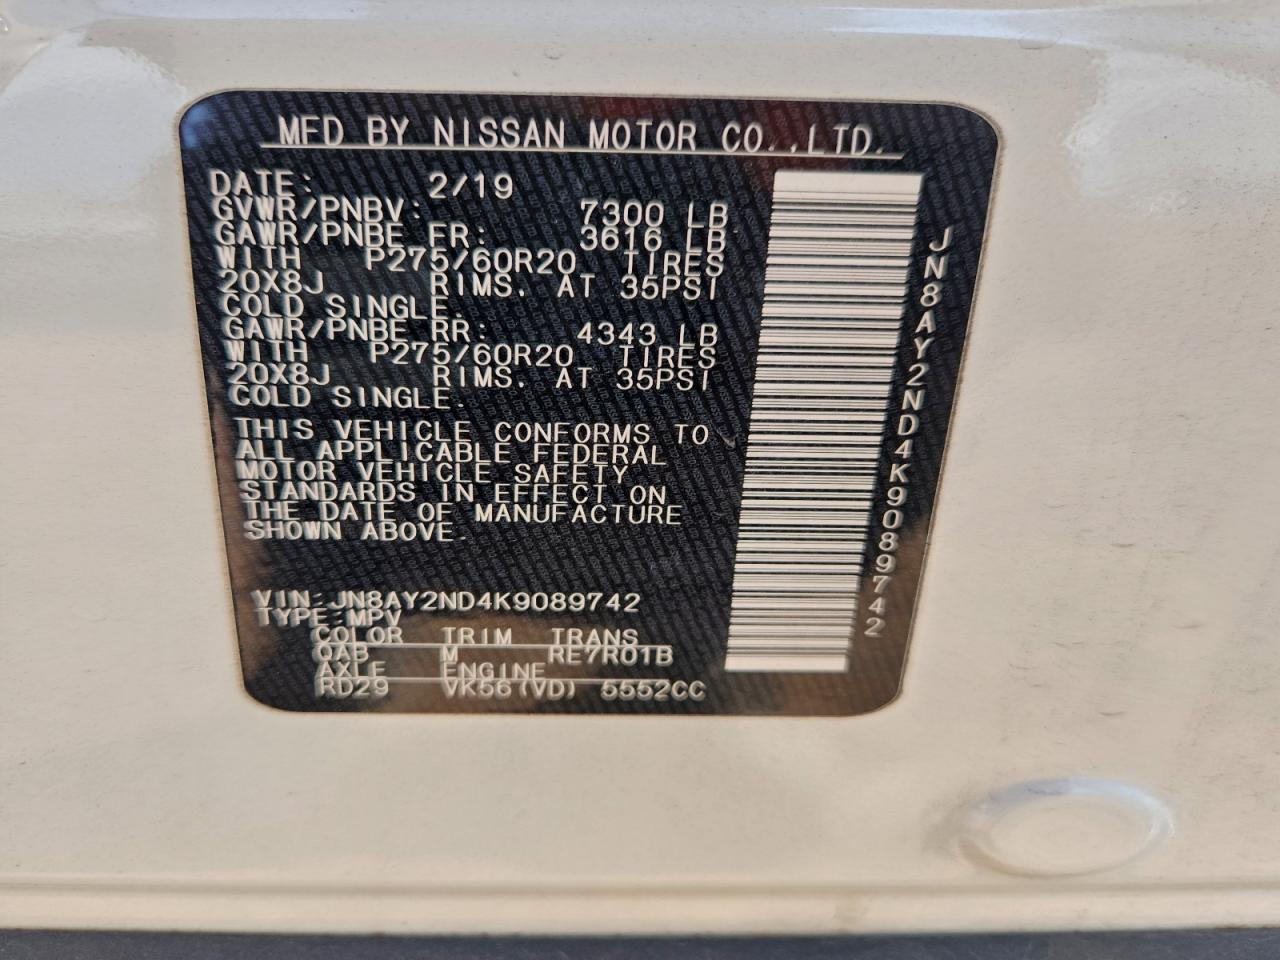 MFD BY NISSAN MOTOR CO.,LTD.
DATE: 2/19
GVWR/PNBV: 7300 LB
GAWR/PNBE FR: 3616 LB
WITH P275/60R20 TIRES
20X8J RIMS. AT 35PSI
COLD SINGLE.
GAWR/PNBE RR: 4343 LB
WITH P275/60R20 TIRES
20X8J RIMS. AT 35PSI
COLD SINGLE.
THIS VEHICLE CONFORMS TO
ALL APPLICABLE FEDERAL
MOTOR VEHICLE SAFETY
STANDARDS IN EFFECT ON
THE DATE OF MANUFACTURE
SHOWN ABOVE.
VIN:JN8AY2ND4K9089742
TYPE:MPV
COLOR TRIM TRANS
QAB M RE7R01B
AXLE ENGINE
RD29 VK56(VD) 5552CC
JN8AY2ND4K9089742